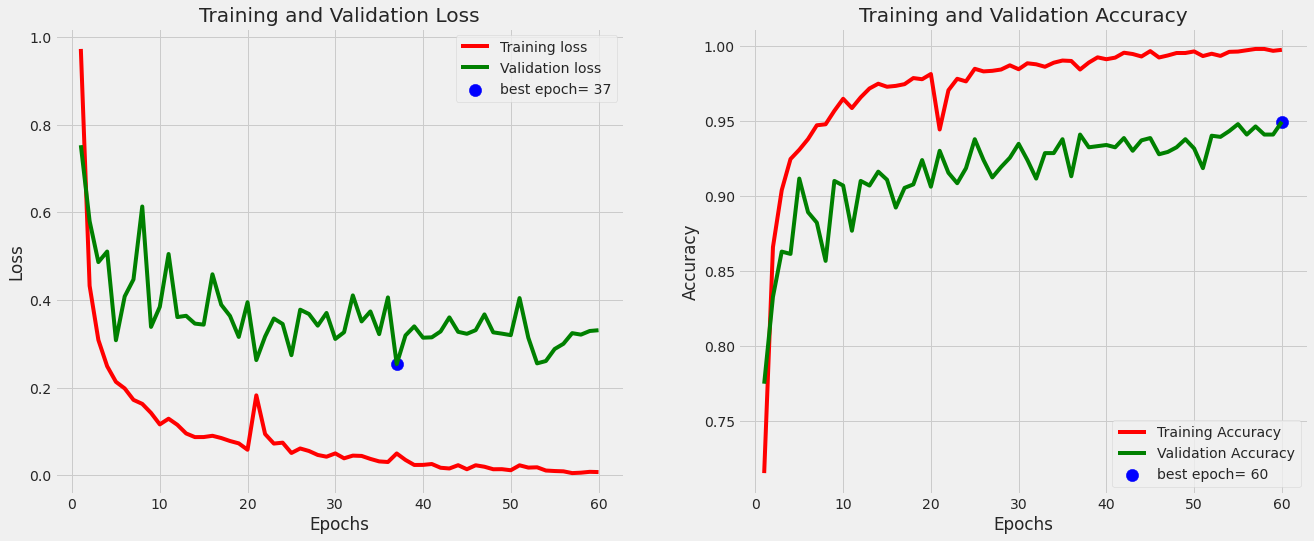 Training and Validation Loss
1.0
0.8
0.6
0.4
0.2
0.0
Loss
0 10 20 30 40 50 60
Epochs
Training loss
Validation loss
best epoch= 37
Training and Validation Accuracy
1.00
0.95
0.90
0.85
0.80
0.75
Accuracy
0 10 20 30 40 50 60
Epochs
Training Accuracy
Validation Accuracy
best epoch= 60